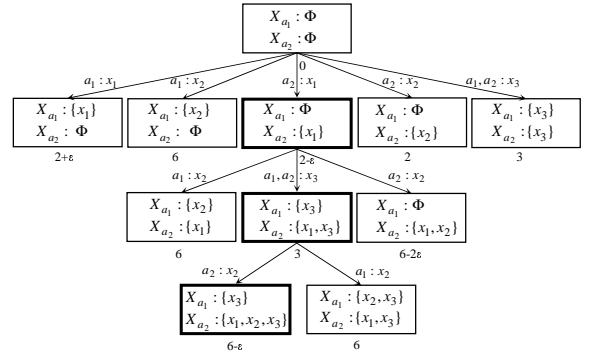 X_{a_1} : Φ
X_{a_2} : Φ
0
a_1 : x_1
a_1 : x_2
a_2 : x_1
a_2 : x_2
a_1, a_2 : x_3
X_{a_1} : {x_1}
X_{a_2} : Φ
2+ε
X_{a_1} : {x_2}
X_{a_2} : Φ
6
X_{a_1} : Φ
X_{a_2} : {x_1}
2-ε
X_{a_1} : Φ
X_{a_2} : {x_2}
2
X_{a_1} : {x_3}
X_{a_2} : {x_3}
3
a_1 : x_2
a_1, a_2 : x_3
a_2 : x_2
X_{a_1} : {x_2}
X_{a_2} : {x_1}
6
X_{a_1} : {x_3}
X_{a_2} : {x_1, x_3}
3
X_{a_1} : Φ
X_{a_2} : {x_1, x_2}
6-2ε
a_2 : x_2
a_1 : x_2
X_{a_1} : {x_3}
X_{a_2} : {x_1, x_2, x_3}
6-ε
X_{a_1} : {x_2, x_3}
X_{a_2} : {x_1, x_3}
6